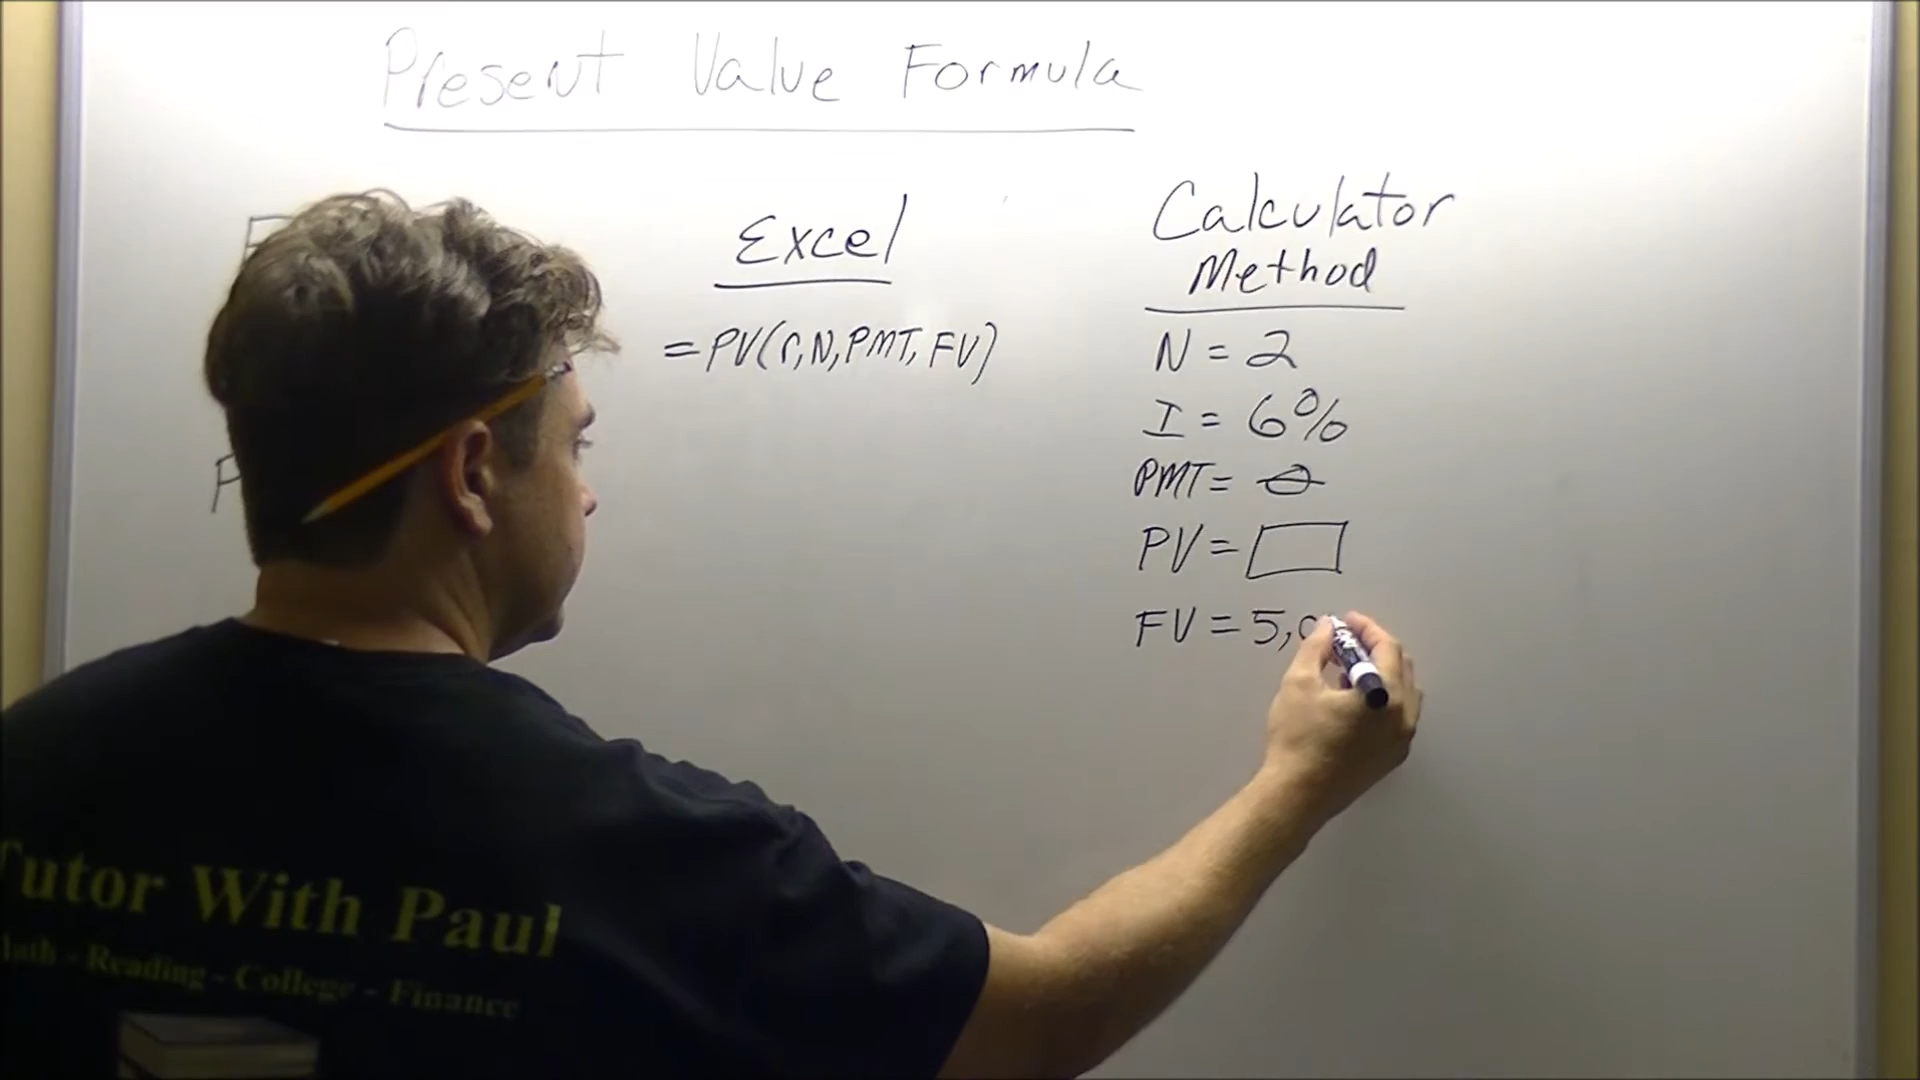 Present Value Formula
Excel
=PV(r,N,PMT,FV)
Calculator
Method
N = 2
I = 6%
PMT = 0
PV =
FV = 5,
Tutor With Paul
Math - Reading - College - Finance